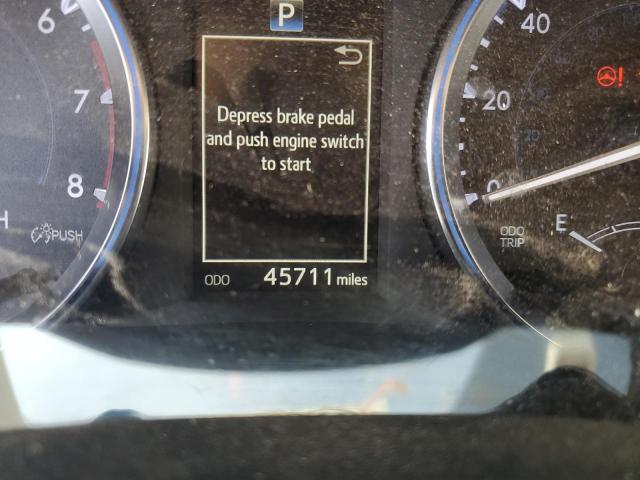 P
6
7
8
H
PUSH
Depress brake pedal
and push engine switch
to start
ODO 45711 miles
40
20
0
ODO
TRIP
E